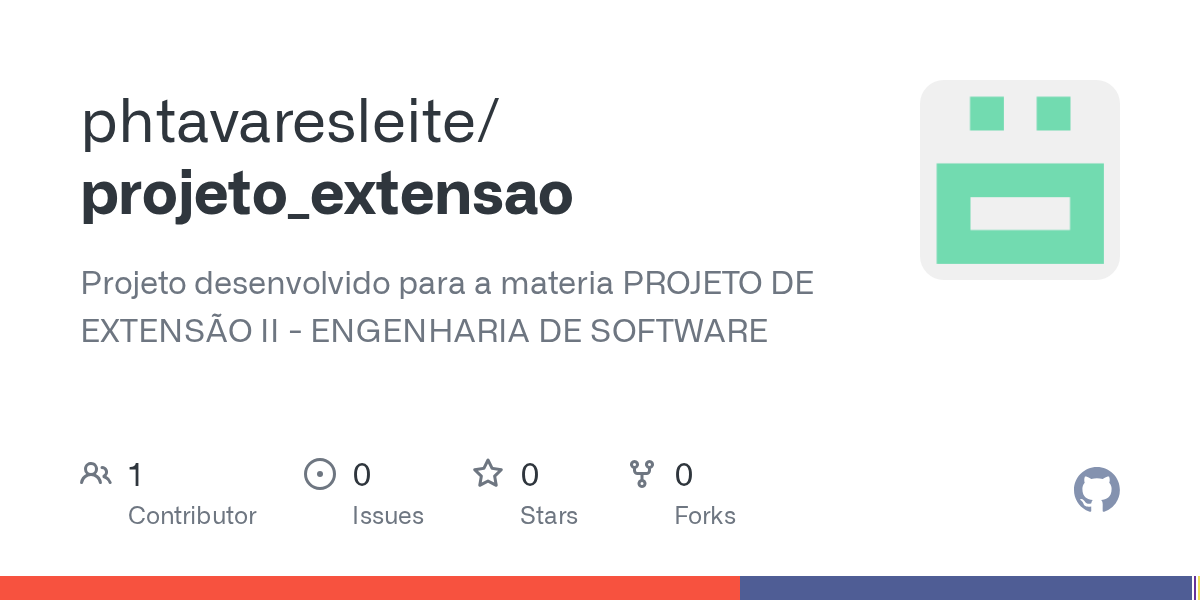 phtavaresleite/
projeto_extensao
Projeto desenvolvido para a materia PROJETO DE
EXTENSÃO II - ENGENHARIA DE SOFTWARE
1 0 0 0
Contributor Issues Stars Forks